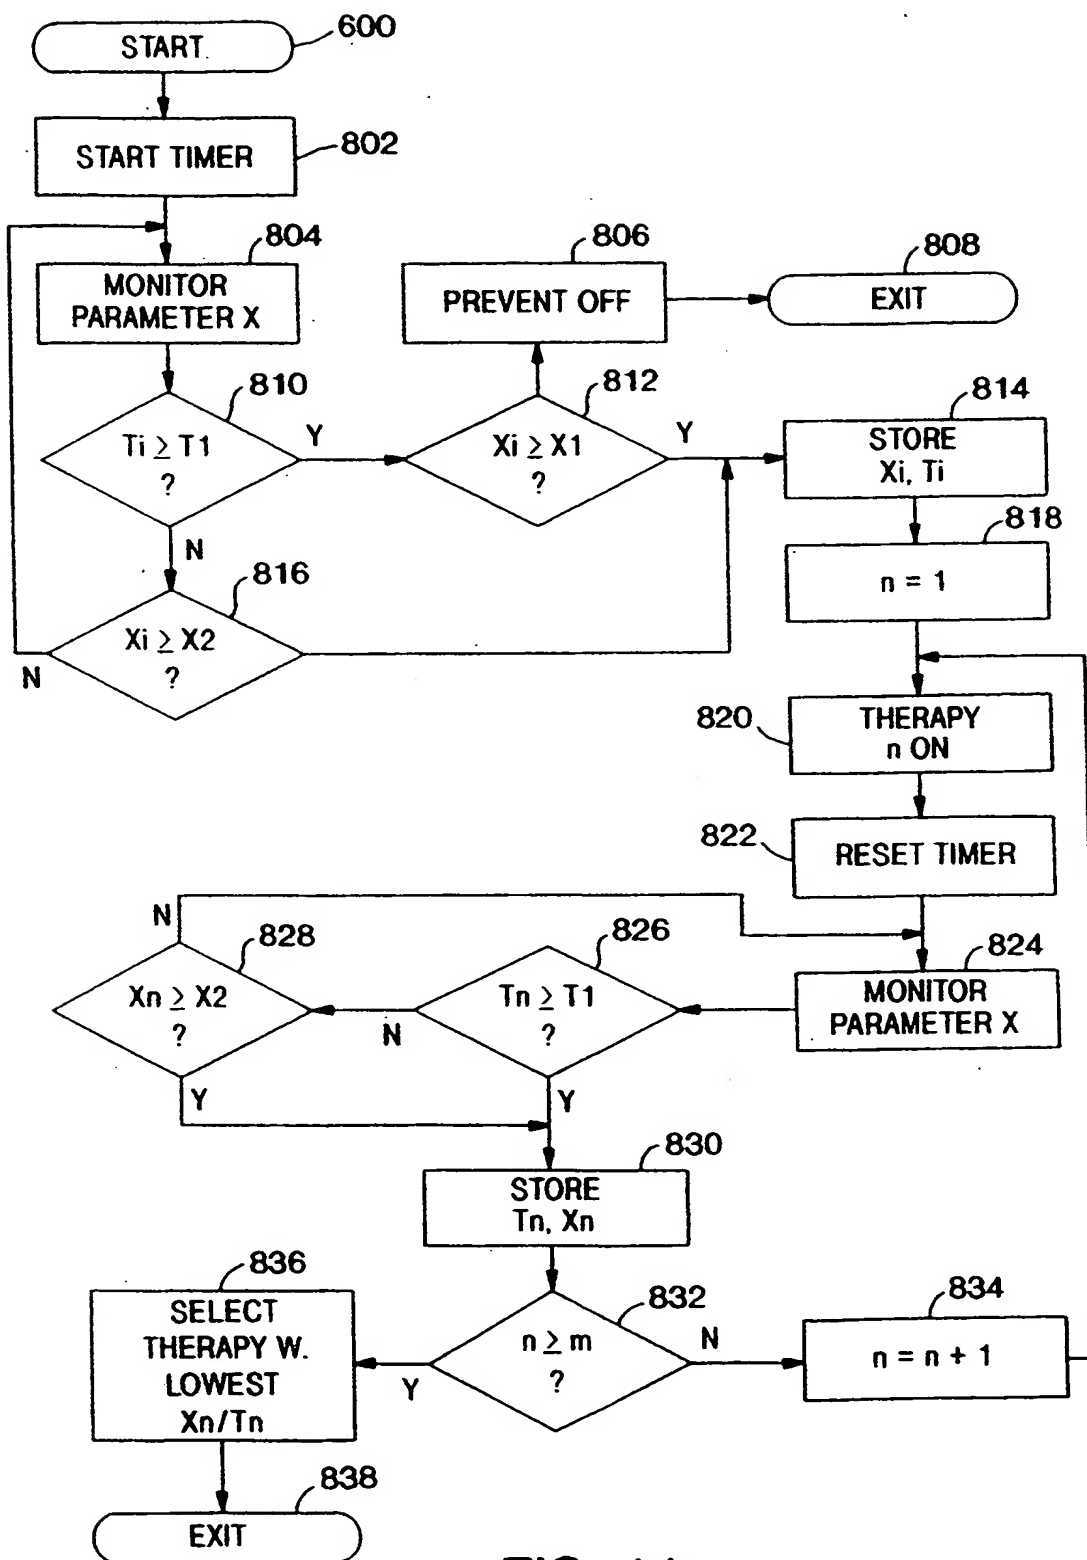 START
600
START TIMER
802
804
MONITOR
PARAMETER X
806
PREVENT OFF
808
EXIT
810
Ti ≥ T1
?
Y
812
Xi ≥ X1
?
Y
814
STORE
Xi, Ti
N
816
Xi ≥ X2
?
N
818
n = 1
820
THERAPY
n ON
822
RESET TIMER
N
828
Xn ≥ X2
?
826
Tn ≥ T1
?
N
824
MONITOR
PARAMETER X
Y
Y
830
STORE
Tn, Xn
836
SELECT
THERAPY W.
LOWEST
Xn/Tn
832
n ≥ m
?
Y
N
834
n = n + 1
838
EXIT